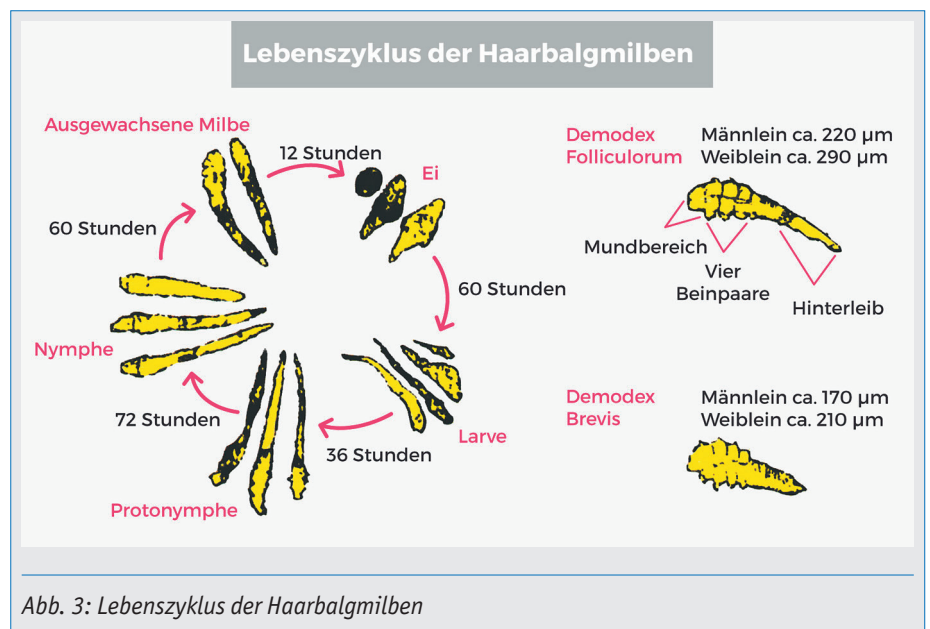 Lebenszyklus der Haarbalgmilben
Ausgewachsene Milbe
12 Stunden
Ei
60 Stunden
60 Stunden
Nymphe
72 Stunden
36 Stunden
Larve
Protonymphe
Demodex
Folliculorum
Männlein ca. 220 µm
Weiblein ca. 290 µm
Mundbereich
Vier
Beinpaare
Hinterleib
Demodex
Brevis
Männlein ca. 170 µm
Weiblein ca. 210 µm
Abb. 3: Lebenszyklus der Haarbalgmilben